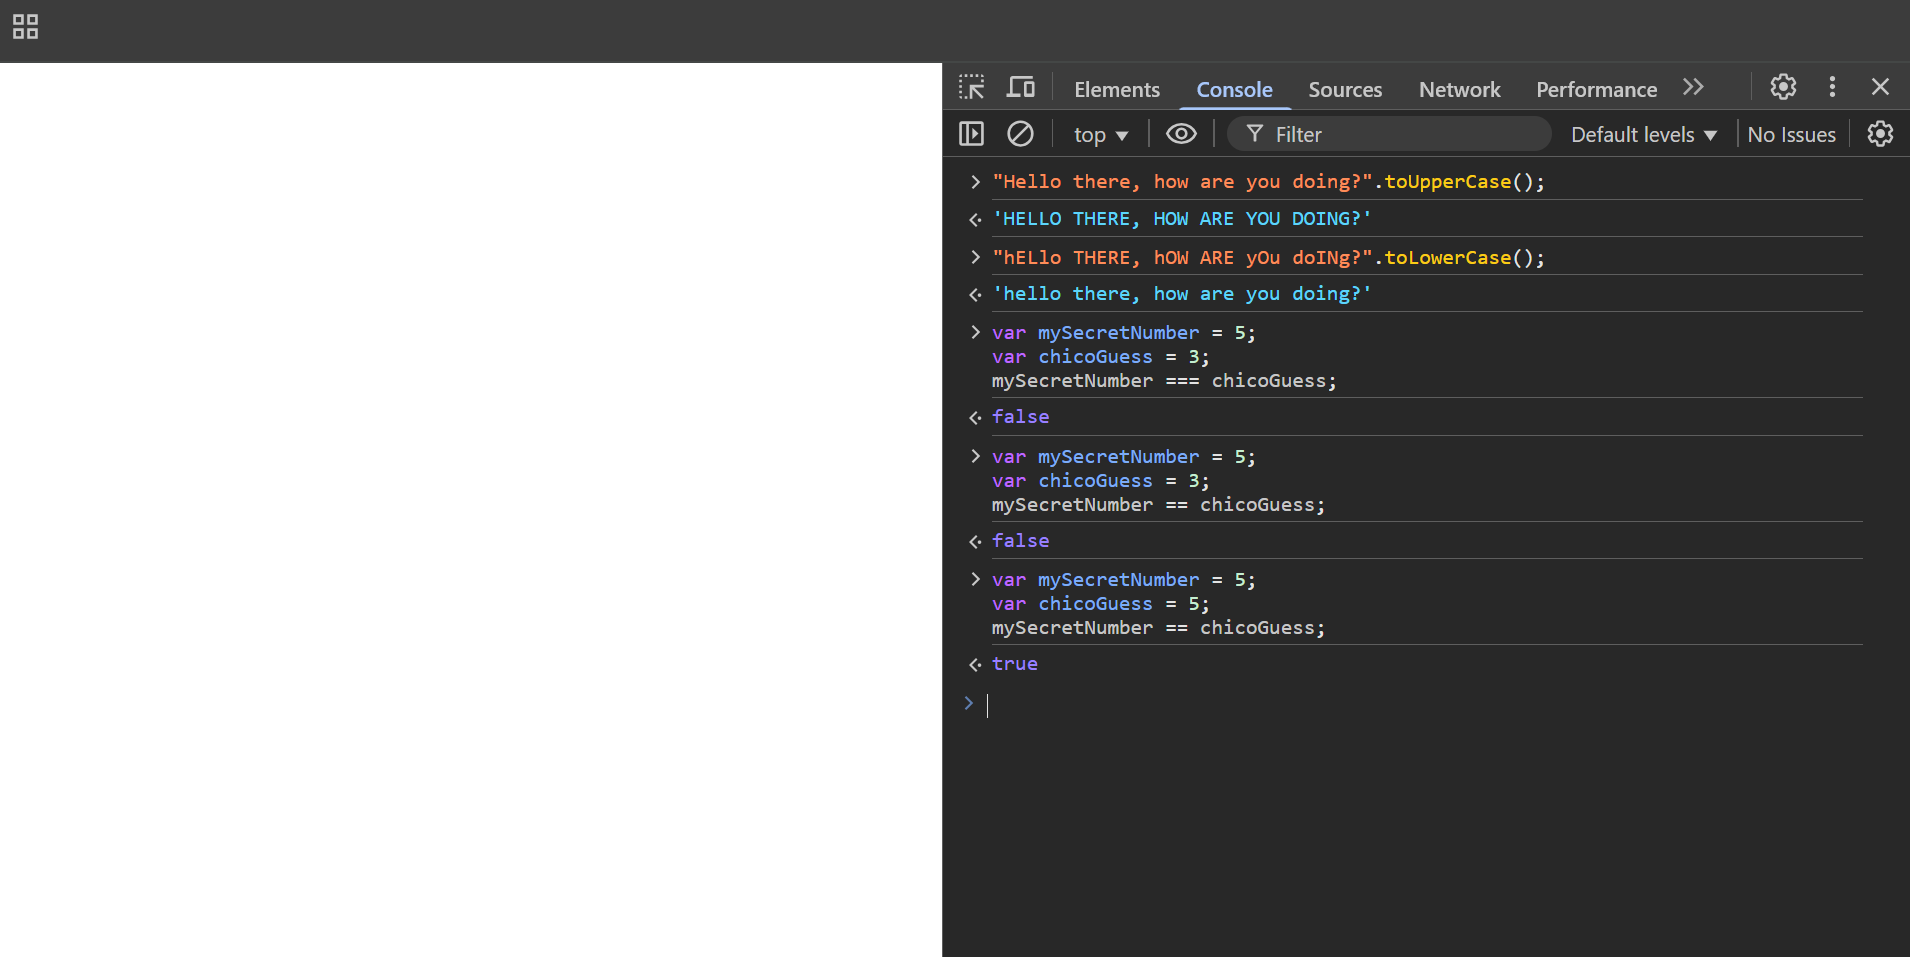 Elements Console Sources Network Performance
top Filter Default levels No Issues
"Hello there, how are you doing?".toUpperCase();
'HELLO THERE, HOW ARE YOU DOING?'
"hELlo THERE, hOW ARE yOu doINg?".toLowerCase();
'hello there, how are you doing?'
var mySecretNumber = 5;
var chicoGuess = 3;
mySecretNumber === chicoGuess;
false
var mySecretNumber = 5;
var chicoGuess = 3;
mySecretNumber == chicoGuess;
false
var mySecretNumber = 5;
var chicoGuess = 5;
mySecretNumber == chicoGuess;
true